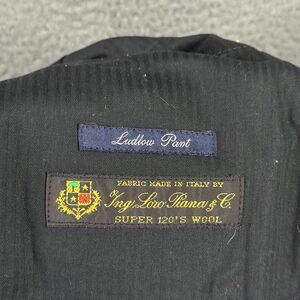 Ludlow Pant
FABRIC MADE IN ITALY BY
Ing. Loro Piana & C.
SUPER 120'S WOOL